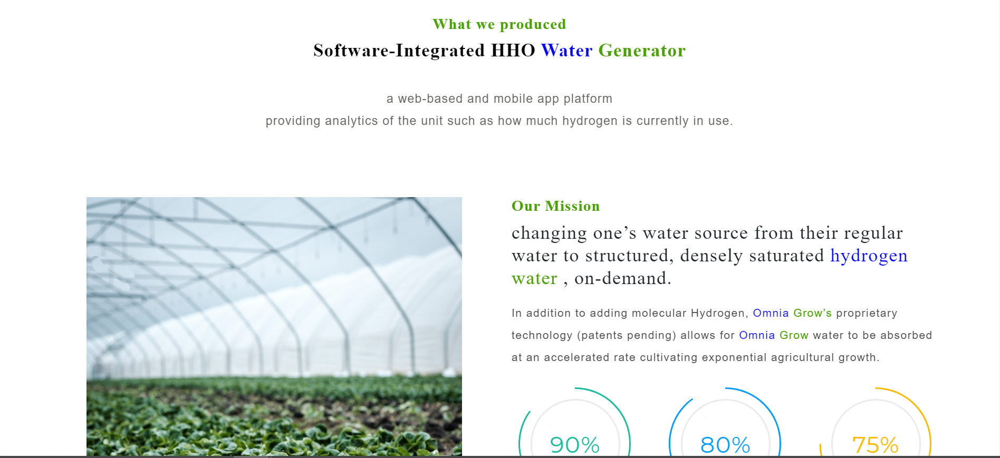 What we produced
Software-Integrated HHO Water Generator
a web-based and mobile app platform
providing analytics of the unit such as how much hydrogen is currently in use.
Our Mission
changing one’s water source from their regular
water to structured, densely saturated hydrogen
water , on-demand.
In addition to adding molecular Hydrogen, Omnia Grow’s proprietary
technology (patents pending) allows for Omnia Grow water to be absorbed
at an accelerated rate cultivating exponential agricultural growth.
90% 80% 75%